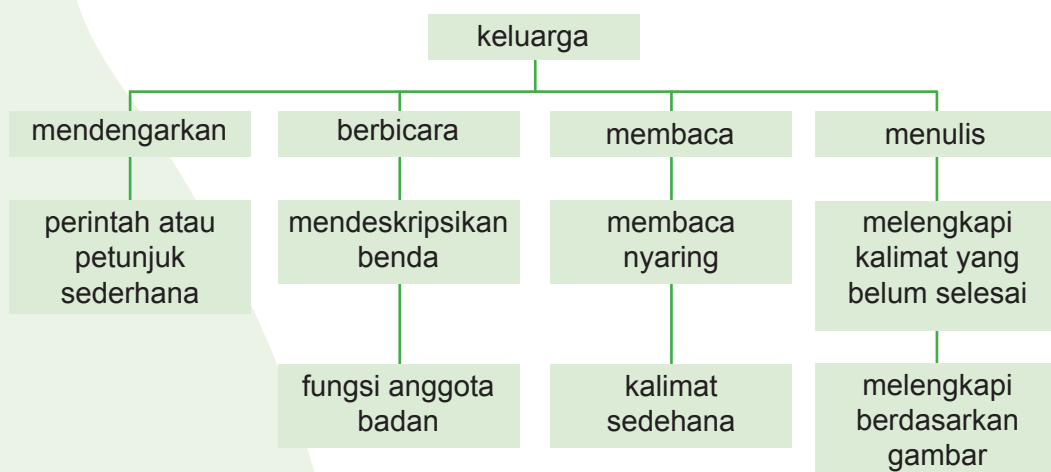 keluarga
mendengarkan
berbicara
membaca
menulis
perintah atau
petunjuk
sederhana
mendeskripsikan
benda
membaca
nyaring
melengkapi
kalimat yang
belum selesai
fungsi anggota
badan
kalimat
sedehana
melengkapi
berdasarkan
gambar